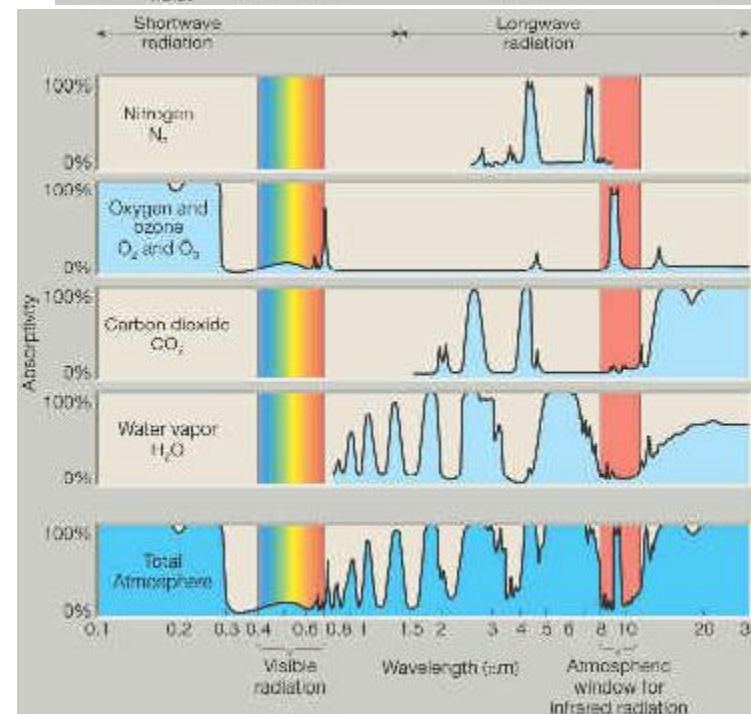 Shortwave
radiation
Longwave
radiation
100%
Nitrogen
N₂
0%
100%
Oxygen and
ozone
O₂ and O₃
0%
100%
Carbon dioxide
CO₂
0%
100%
Water vapor
H₂O
0%
100%
Total
Atmosphere
0%
Absorptivity
0.1 0.2 0.3 0.4 0.6 0.8 1 1.5 2 3 4 5 6 8 10 20
Visible
radiation
Wavelength (μm)
Atmospheric
window for
infrared radiation